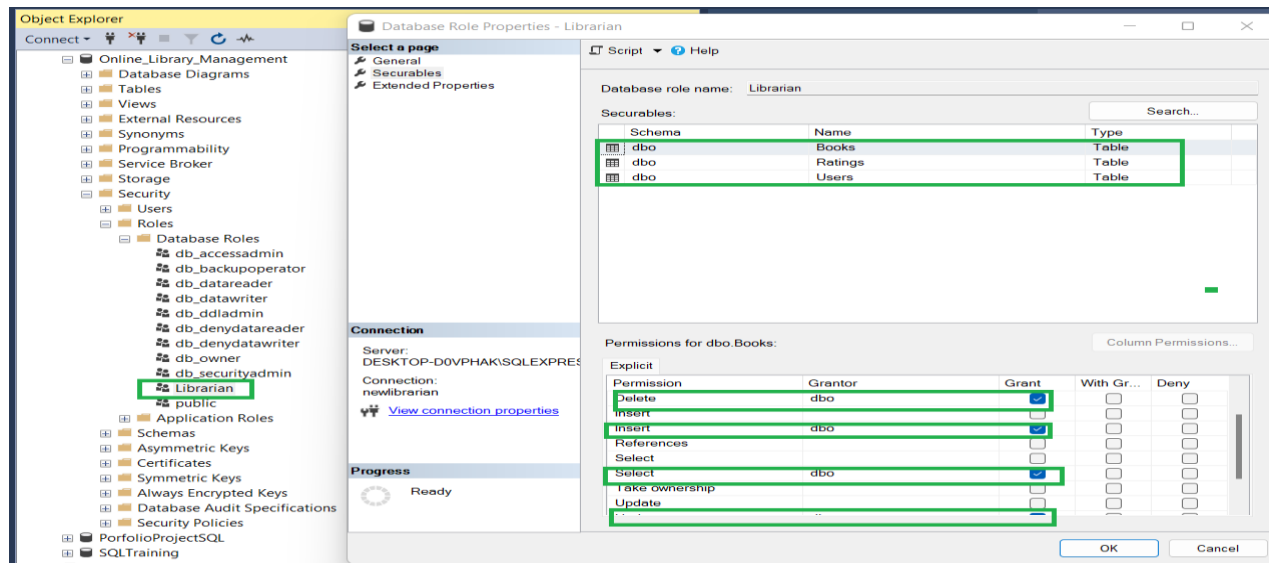 Object Explorer
Connect
Online_Library_Management
Database Diagrams
Tables
Views
External Resources
Synonyms
Programmability
Service Broker
Storage
Security
Users
Roles
Database Roles
db_accessadmin
db_backupoperator
db_datareader
db_datawriter
db_ddladmin
db_denydatareader
db_denydatawriter
db_owner
db_securityadmin
Librarian
public
Application Roles
Schemas
Asymmetric Keys
Certificates
Symmetric Keys
Always Encrypted Keys
Database Audit Specifications
Security Policies
PorfolioProjectSQL
SQLTraining
Database Role Properties - Librarian
Select a page
General
Securables
Extended Properties
Connection
Server:
DESKTOP-D0VPHAK\SQLEXPRES
Connection:
newlibrarian
View connection properties
Progress
Ready
Script Help
Database role name: Librarian
Securables: Search...
Schema Name Type
dbo Books Table
dbo Ratings Table
dbo Users Table
Permissions for dbo.Books: Column Permissions...
Explicit
Permission Grantor Grant With Gr... Deny
Delete dbo
Insert
Insert dbo
References
Select
Select dbo
Take ownership
Update
OK Cancel